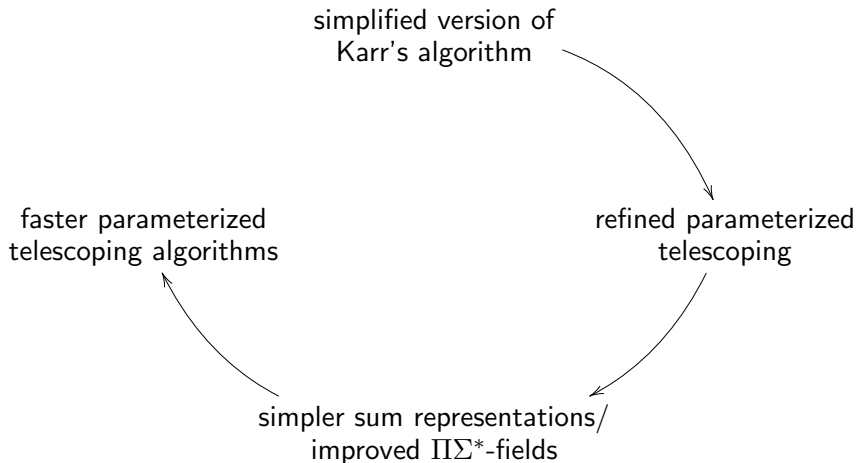 simplified version of
Karr's algorithm
faster parameterized
telescoping algorithms
refined parameterized
telescoping
simpler sum representations/
improved ΠΣ*-fields